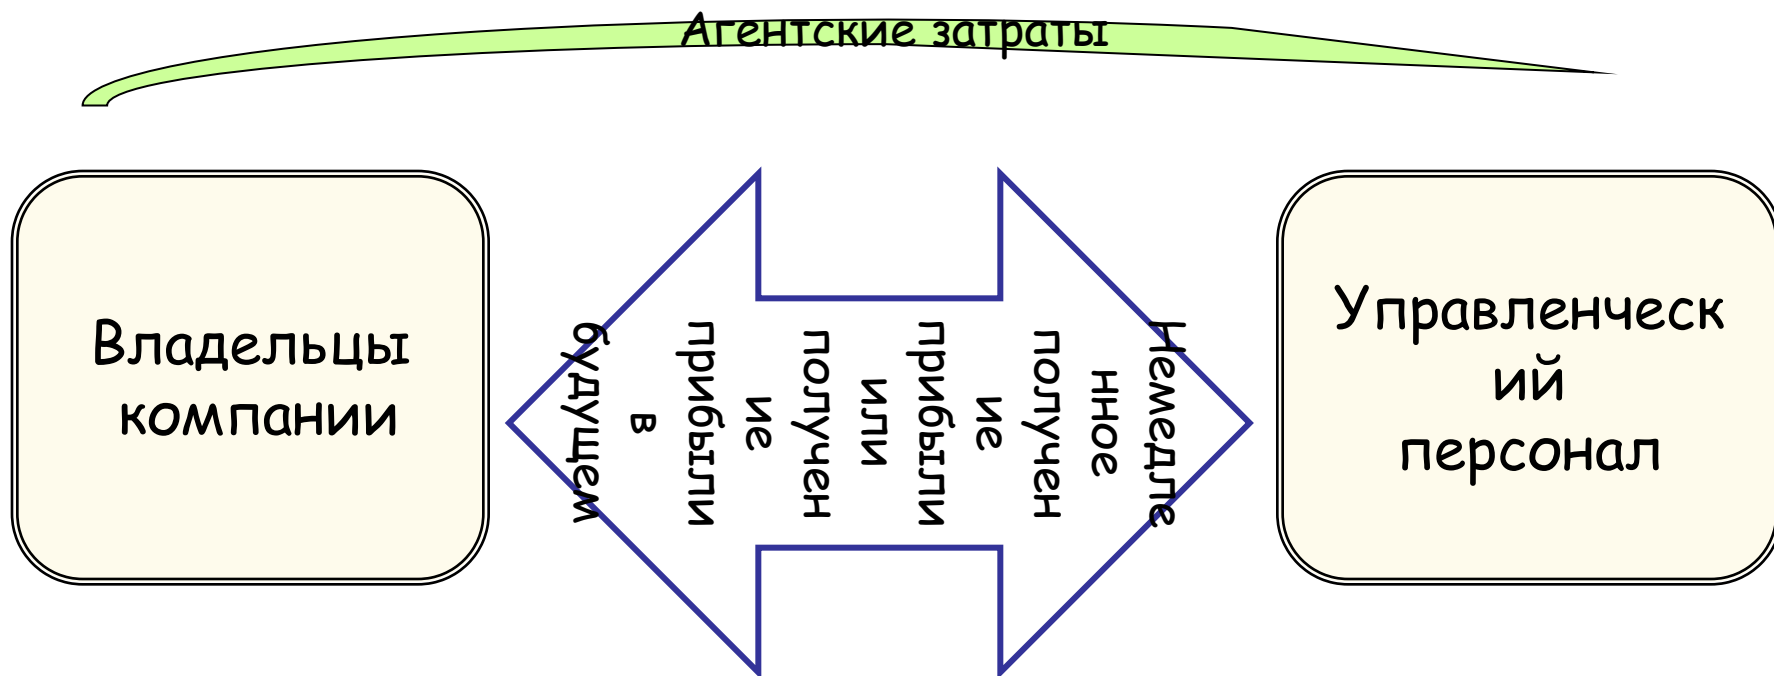 Агентские затраты
Владельцы
компании
Немедле
нное
получен
ие
прибыли
или
получен
ие
прибыли
в
будущем
Управленческ
ий
персонал